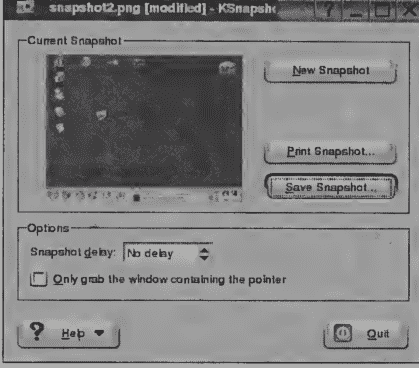 snapshot2.png [modified] - KSnapsh
Current Snapshot
New Snapshot
Print Snapshot...
Save Snapshot...
Options
Snapshot delay: No delay
Only grab the window containing the pointer
Help
Quit